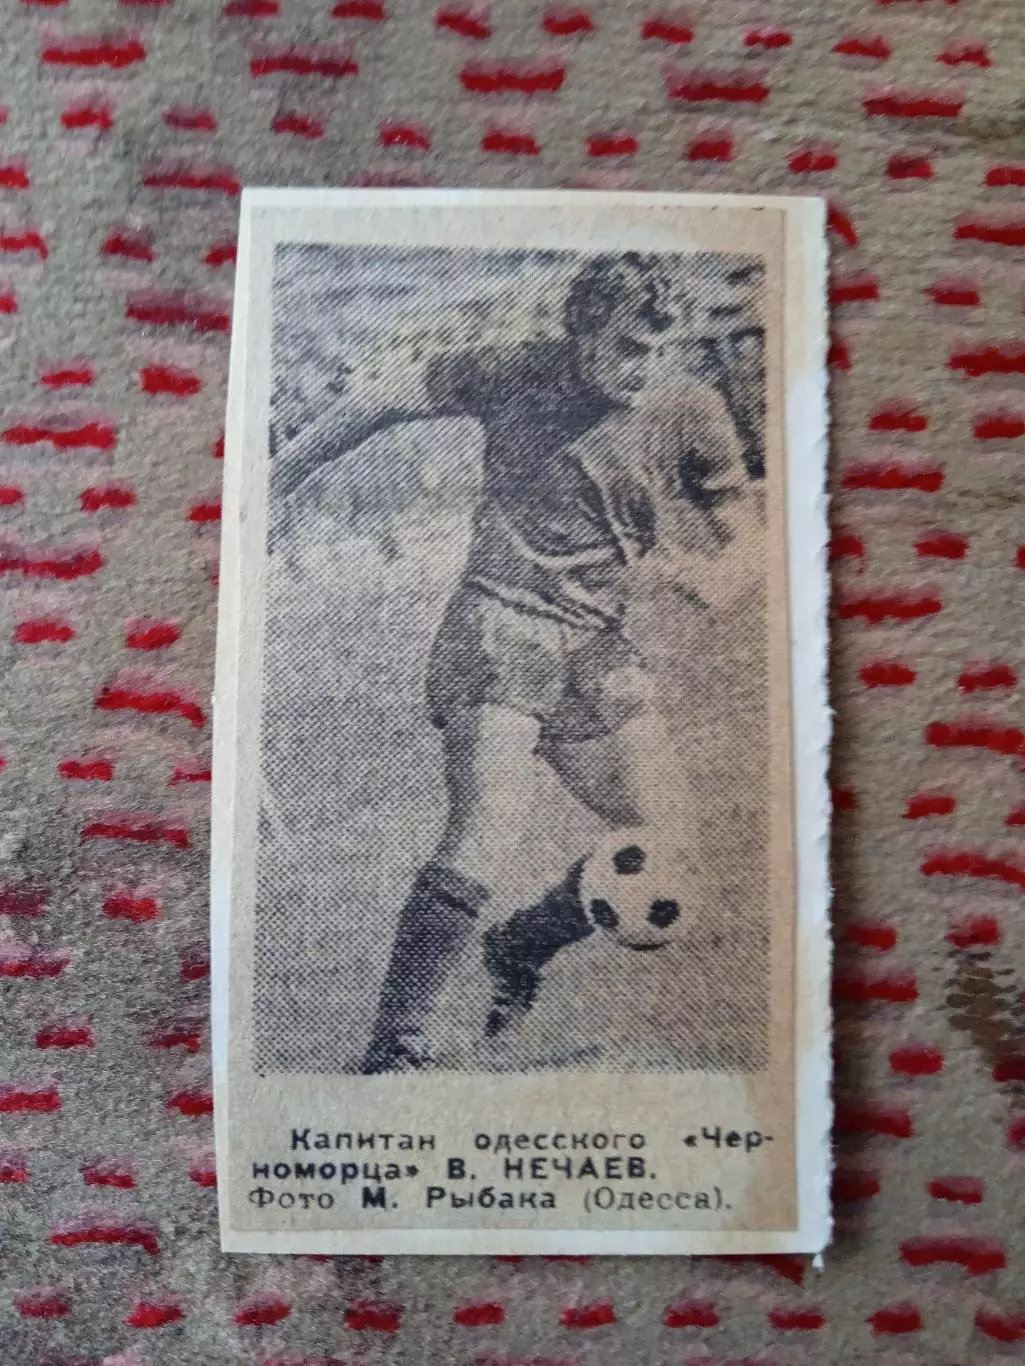 Капитан одесского «Чер-
номорца» В. НЕЧАЕВ.
Фото М. Рыбака (Одесса).